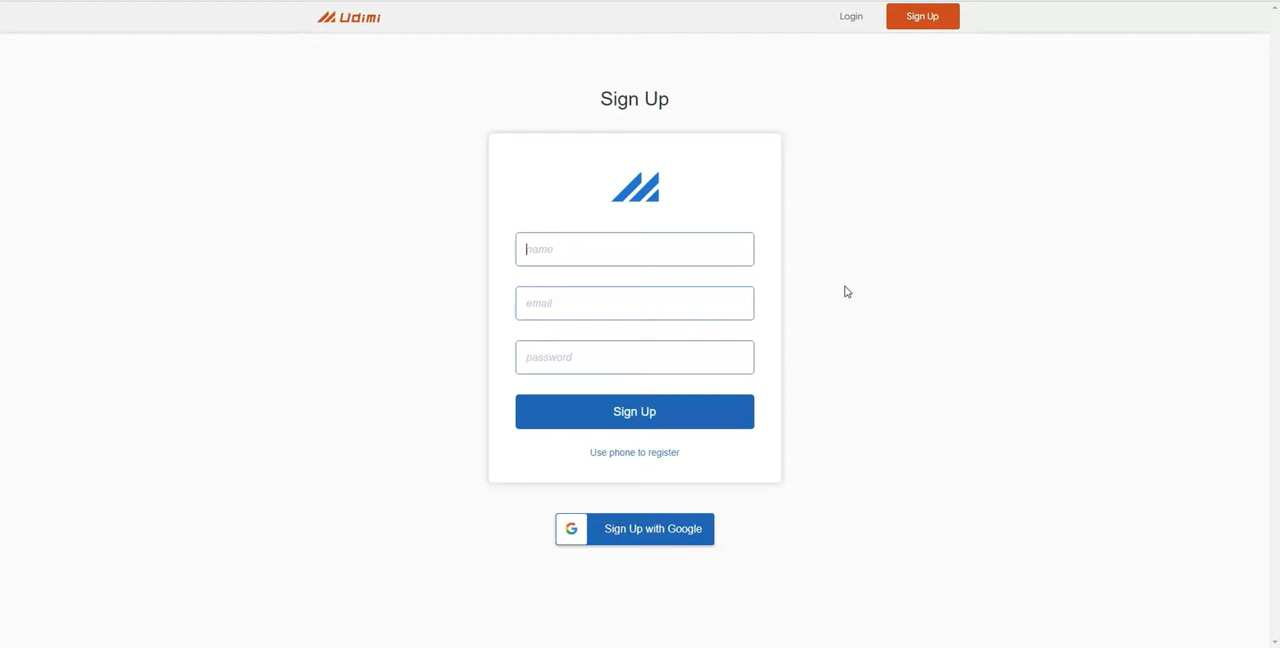 Udimi
Login
Sign Up
Sign Up
name
email
password
Sign Up
Use phone to register
G
Sign Up with Google